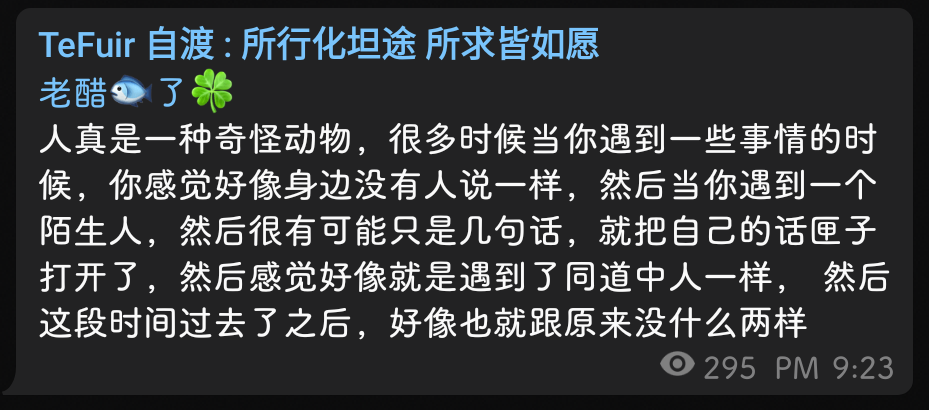 TeFuir 自渡 : 所行化坦途 所求皆如愿
老醋🐟了🍀
人真是一种奇怪动物，很多时候当你遇到一些事情的时
候，你感觉好像身边没有人说一样，然后当你遇到一个
陌生人，然后很有可能只是几句话，就把自己的话匣子
打开了，然后感觉好像就是遇到了同道中人一样， 然后
这段时间过去了之后，好像也就跟原来没什么两样
295 PM 9:23